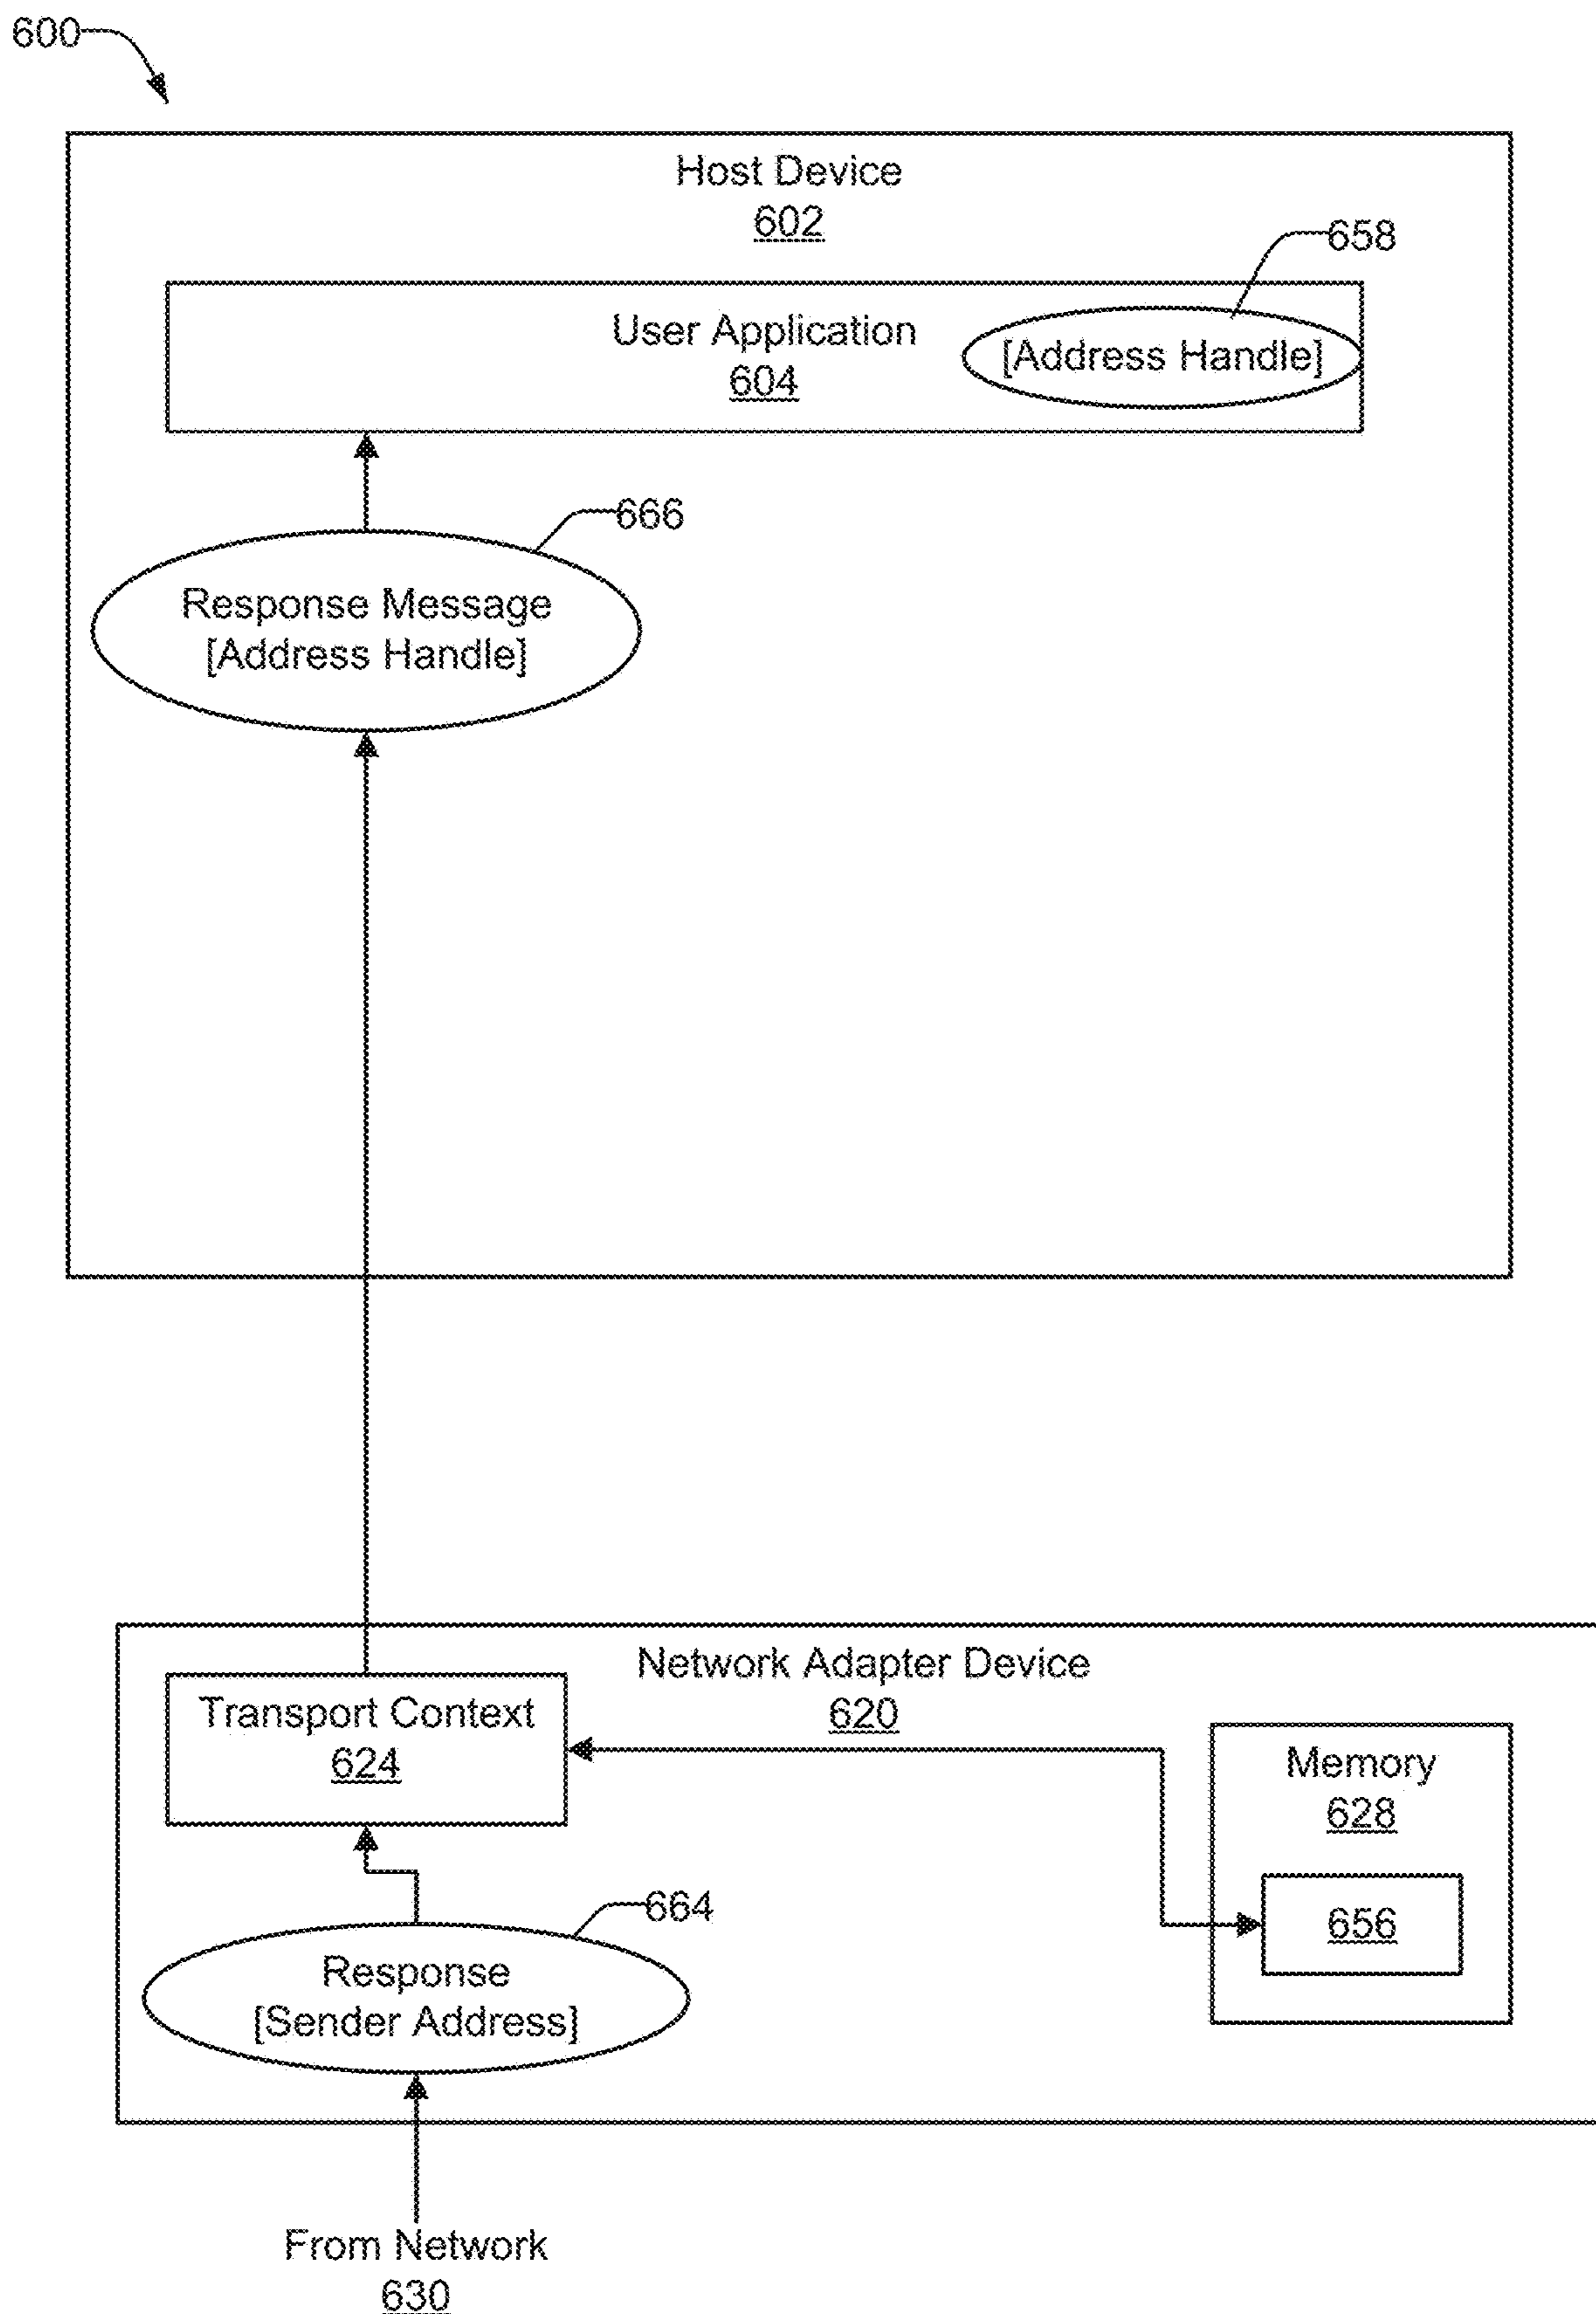 600
Host Device
602
658
User Application
604
[Address Handle]
666
Response Message
[Address Handle]
Network Adapter Device
620
Transport Context
624
Memory
628
656
664
Response
[Sender Address]
From Network
630